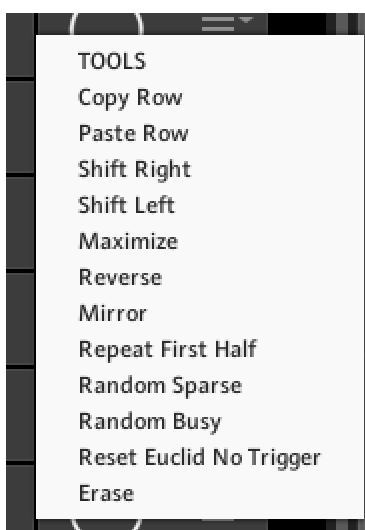 TOOLS
Copy Row
Paste Row
Shift Right
Shift Left
Maximize
Reverse
Mirror
Repeat First Half
Random Sparse
Random Busy
Reset Euclid No Trigger
Erase